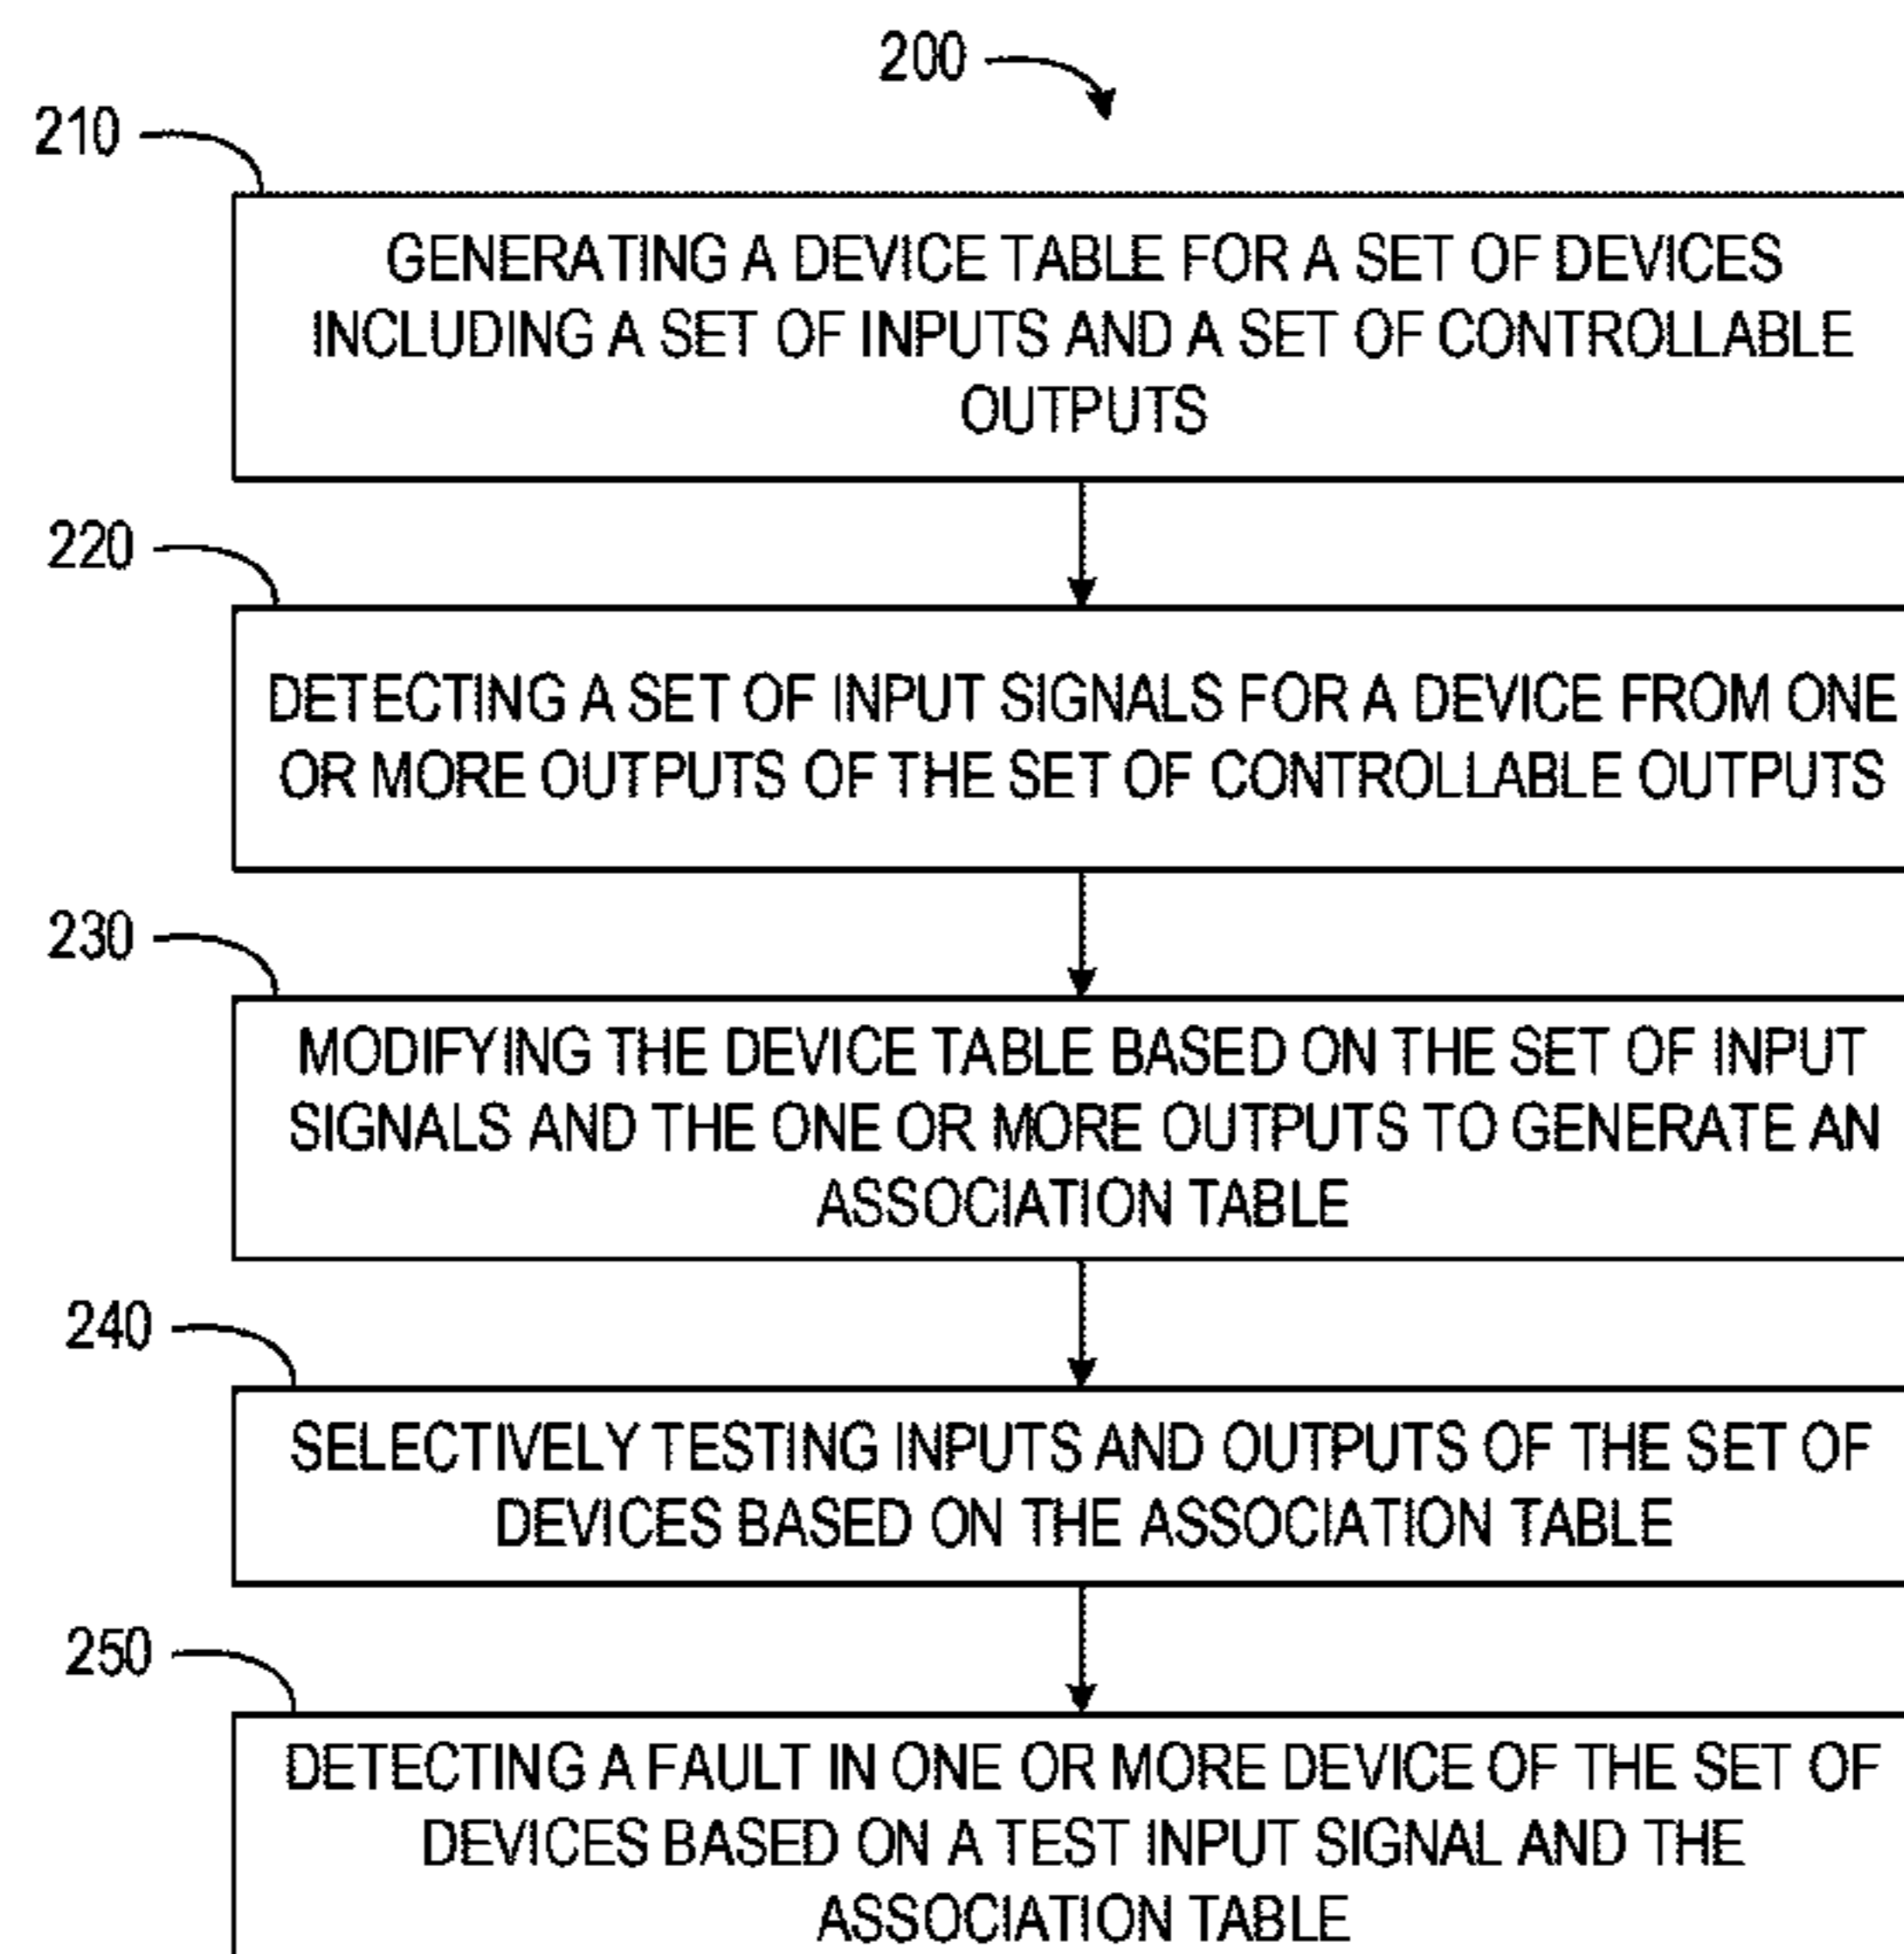 200
210
GENERATING A DEVICE TABLE FOR A SET OF DEVICES
INCLUDING A SET OF INPUTS AND A SET OF CONTROLLABLE
OUTPUTS
220
DETECTING A SET OF INPUT SIGNALS FOR A DEVICE FROM ONE
OR MORE OUTPUTS OF THE SET OF CONTROLLABLE OUTPUTS
230
MODIFYING THE DEVICE TABLE BASED ON THE SET OF INPUT
SIGNALS AND THE ONE OR MORE OUTPUTS TO GENERATE AN
ASSOCIATION TABLE
240
SELECTIVELY TESTING INPUTS AND OUTPUTS OF THE SET OF
DEVICES BASED ON THE ASSOCIATION TABLE
250
DETECTING A FAULT IN ONE OR MORE DEVICE OF THE SET OF
DEVICES BASED ON A TEST INPUT SIGNAL AND THE
ASSOCIATION TABLE